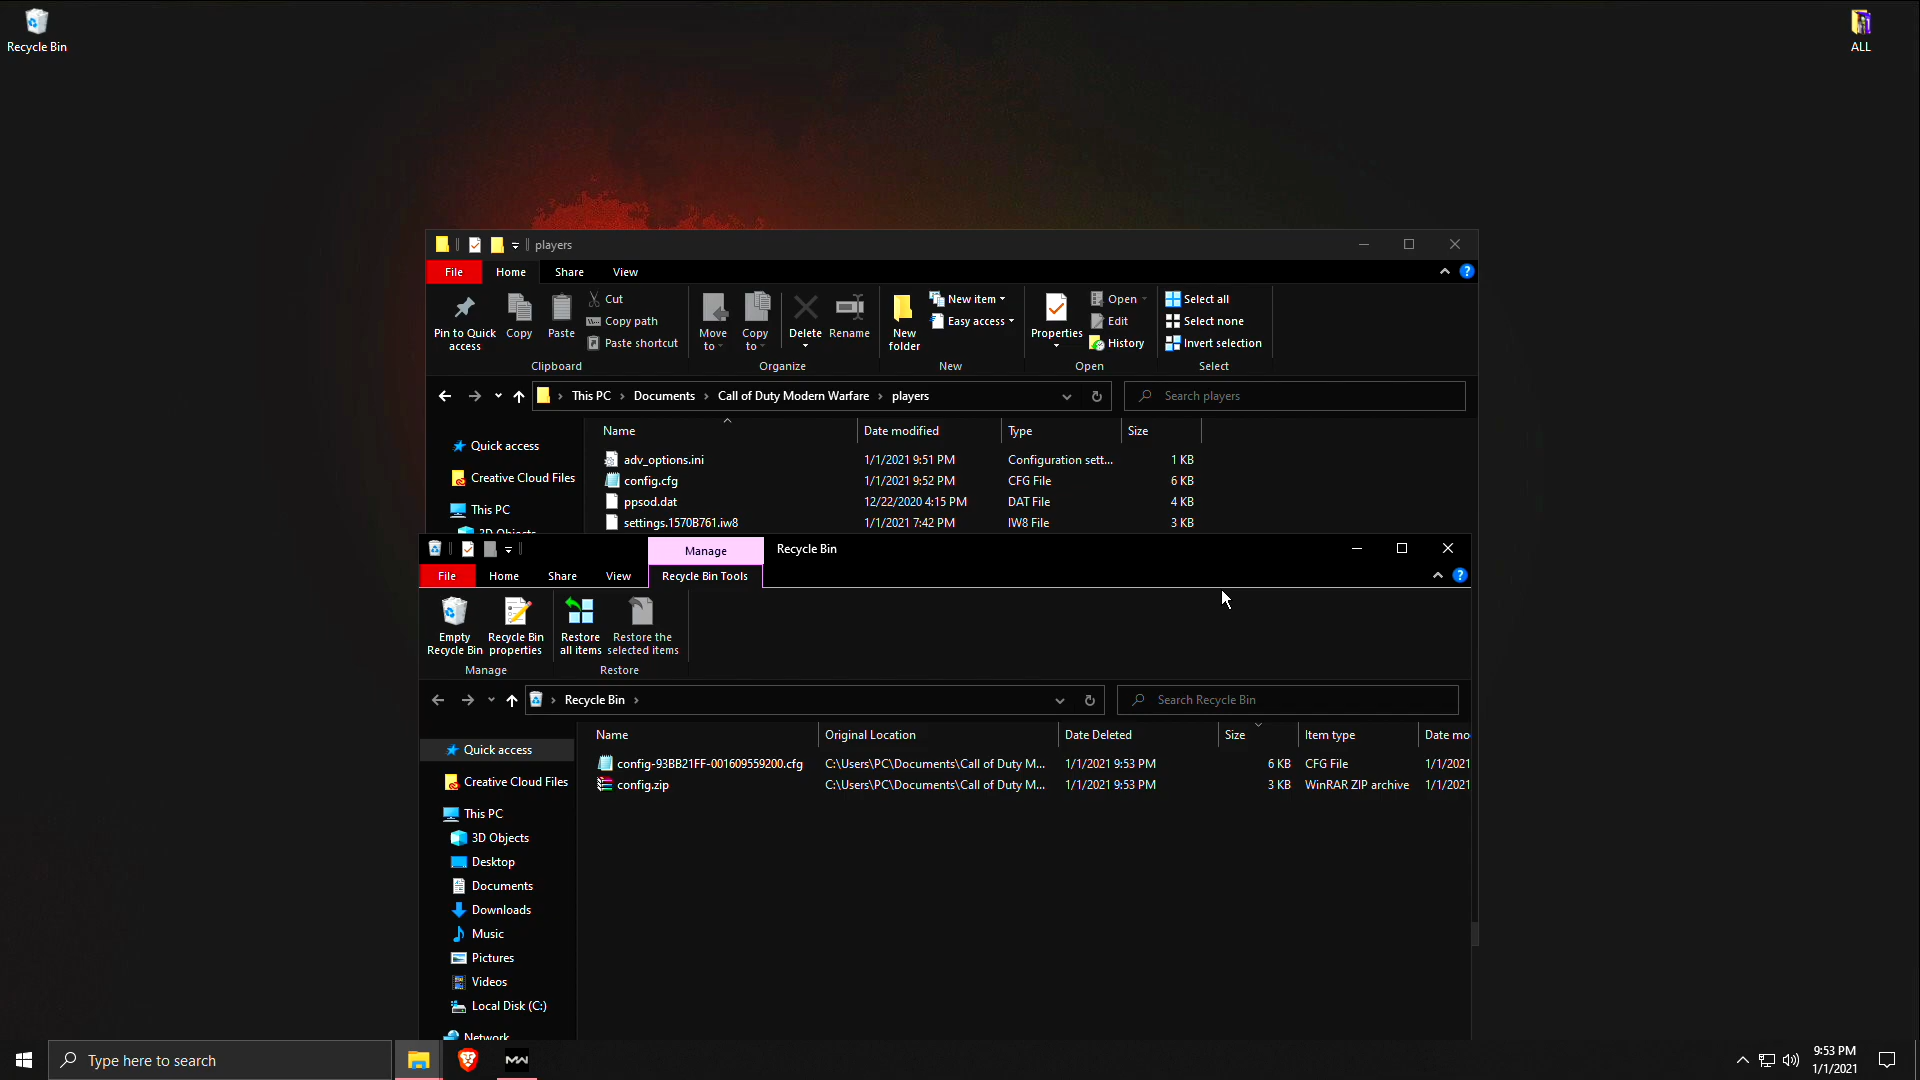 Recycle Bin
ALL
players
File Home Share View
Pin to Quick access
Copy
Paste
Cut
Copy path
Paste shortcut
Clipboard
Move to
Copy to
Delete
Rename
Organize
New folder
New item
Easy access
New
Properties
Open
Edit
History
Open
Select all
Select none
Invert selection
Select
This PC Documents Call of Duty Modern Warfare players
Search players
Quick access
Creative Cloud Files
This PC
3D Objects
Name Date modified Type Size
adv_options.ini 1/1/2021 9:51 PM Configuration sett... 1 KB
config.cfg 1/1/2021 9:52 PM CFG File 6 KB
ppsod.dat 12/22/2020 4:15 PM DAT File 4 KB
settings.1570B761.iw8 1/1/2021 7:42 PM IW8 File 3 KB
Manage Recycle Bin
File Home Share View Recycle Bin Tools
Empty Recycle Bin
Recycle Bin properties
Manage
Restore all items
Restore the selected items
Restore
Recycle Bin
Search Recycle Bin
Quick access
Creative Cloud Files
This PC
3D Objects
Desktop
Documents
Downloads
Music
Pictures
Videos
Local Disk (C:)
Network
Name Original Location Date Deleted Size Item type Date mo
config-93BB21FF-001609559200.cfg C:\Users\PC\Documents\Call of Duty M... 1/1/2021 9:53 PM 6 KB CFG File 1/1/2021
config.zip C:\Users\PC\Documents\Call of Duty M... 1/1/2021 9:53 PM 3 KB WinRAR ZIP archive 1/1/2021
Type here to search
MW
9:53 PM
1/1/2021